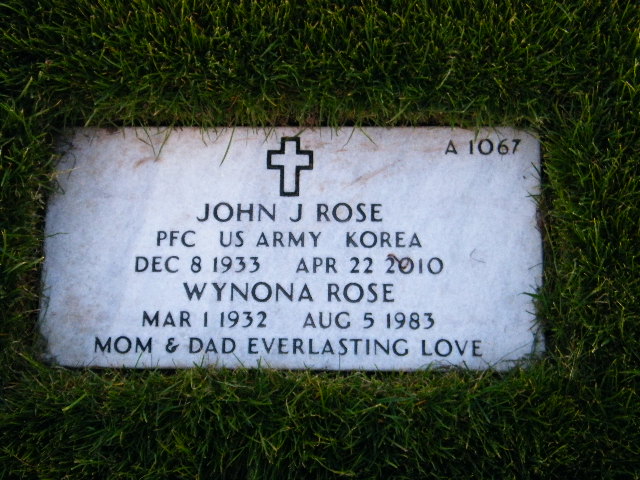 A 1067
JOHN J ROSE
PFC US ARMY KOREA
DEC 8 1933 APR 22 2010
WYNONA ROSE
MAR 1 1932 AUG 5 1983
MOM & DAD EVERLASTING LOVE